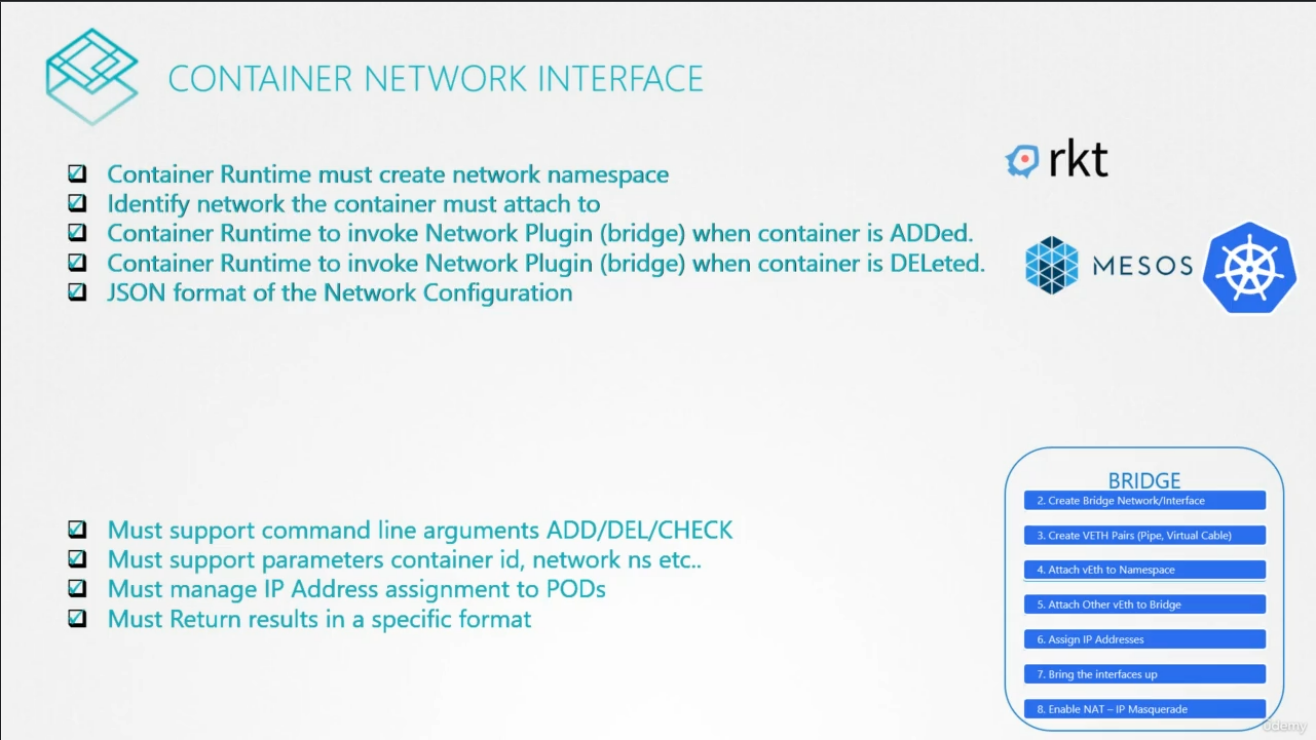 CONTAINER NETWORK INTERFACE
Container Runtime must create network namespace
Identify network the container must attach to
Container Runtime to invoke Network Plugin (bridge) when container is ADDed.
Container Runtime to invoke Network Plugin (bridge) when container is DELeted.
JSON format of the Network Configuration
rkt
MESOS
Must support command line arguments ADD/DEL/CHECK
Must support parameters container id, network ns etc..
Must manage IP Address assignment to PODs
Must Return results in a specific format
BRIDGE
2. Create Bridge Network/Interface
3. Create VETH Pairs (Pipe, Virtual Cable)
4. Attach vEth to Namespace
5. Attach Other vEth to Bridge
6. Assign IP Addresses
7. Bring the interfaces up
8. Enable NAT – IP Masquerade
ûdemy